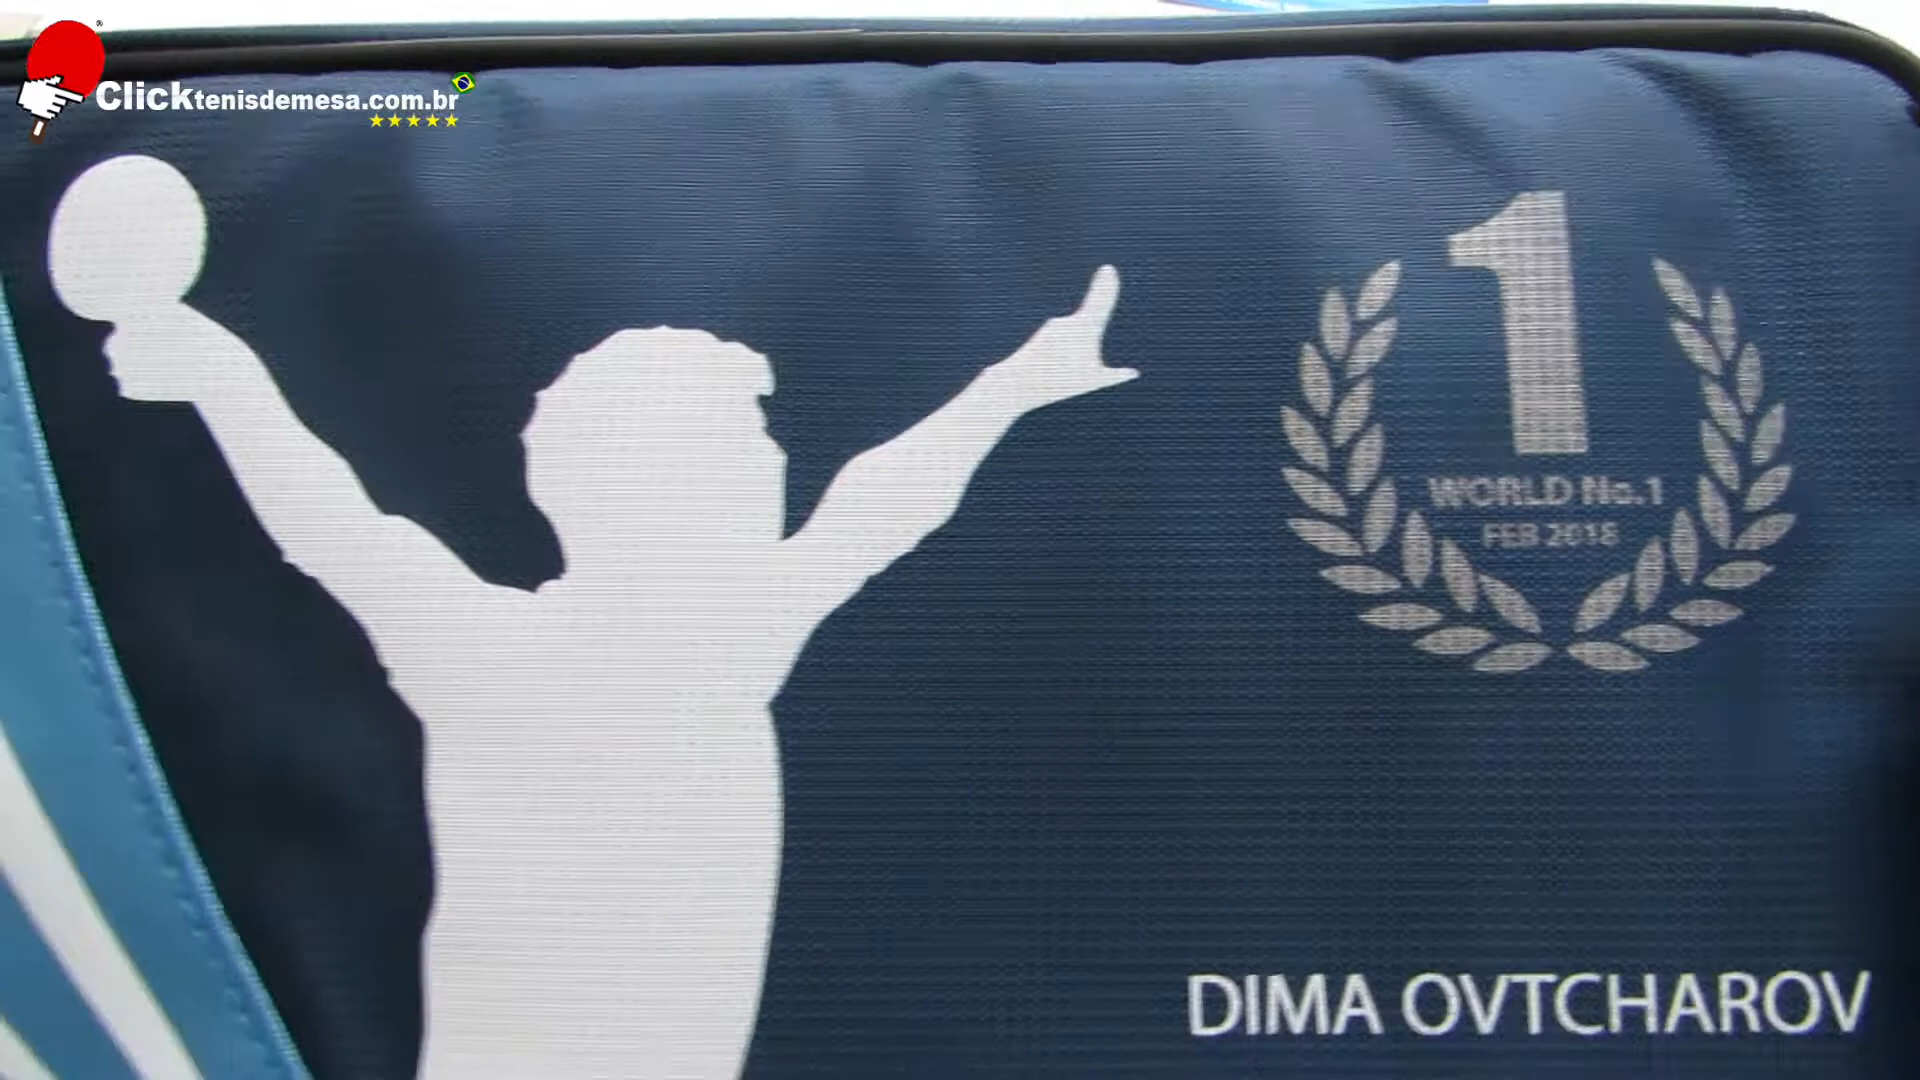 Clicktenisdemesa.com.br
1
WORLD No.1
FEB 2018
DIMA OVTCHAROV